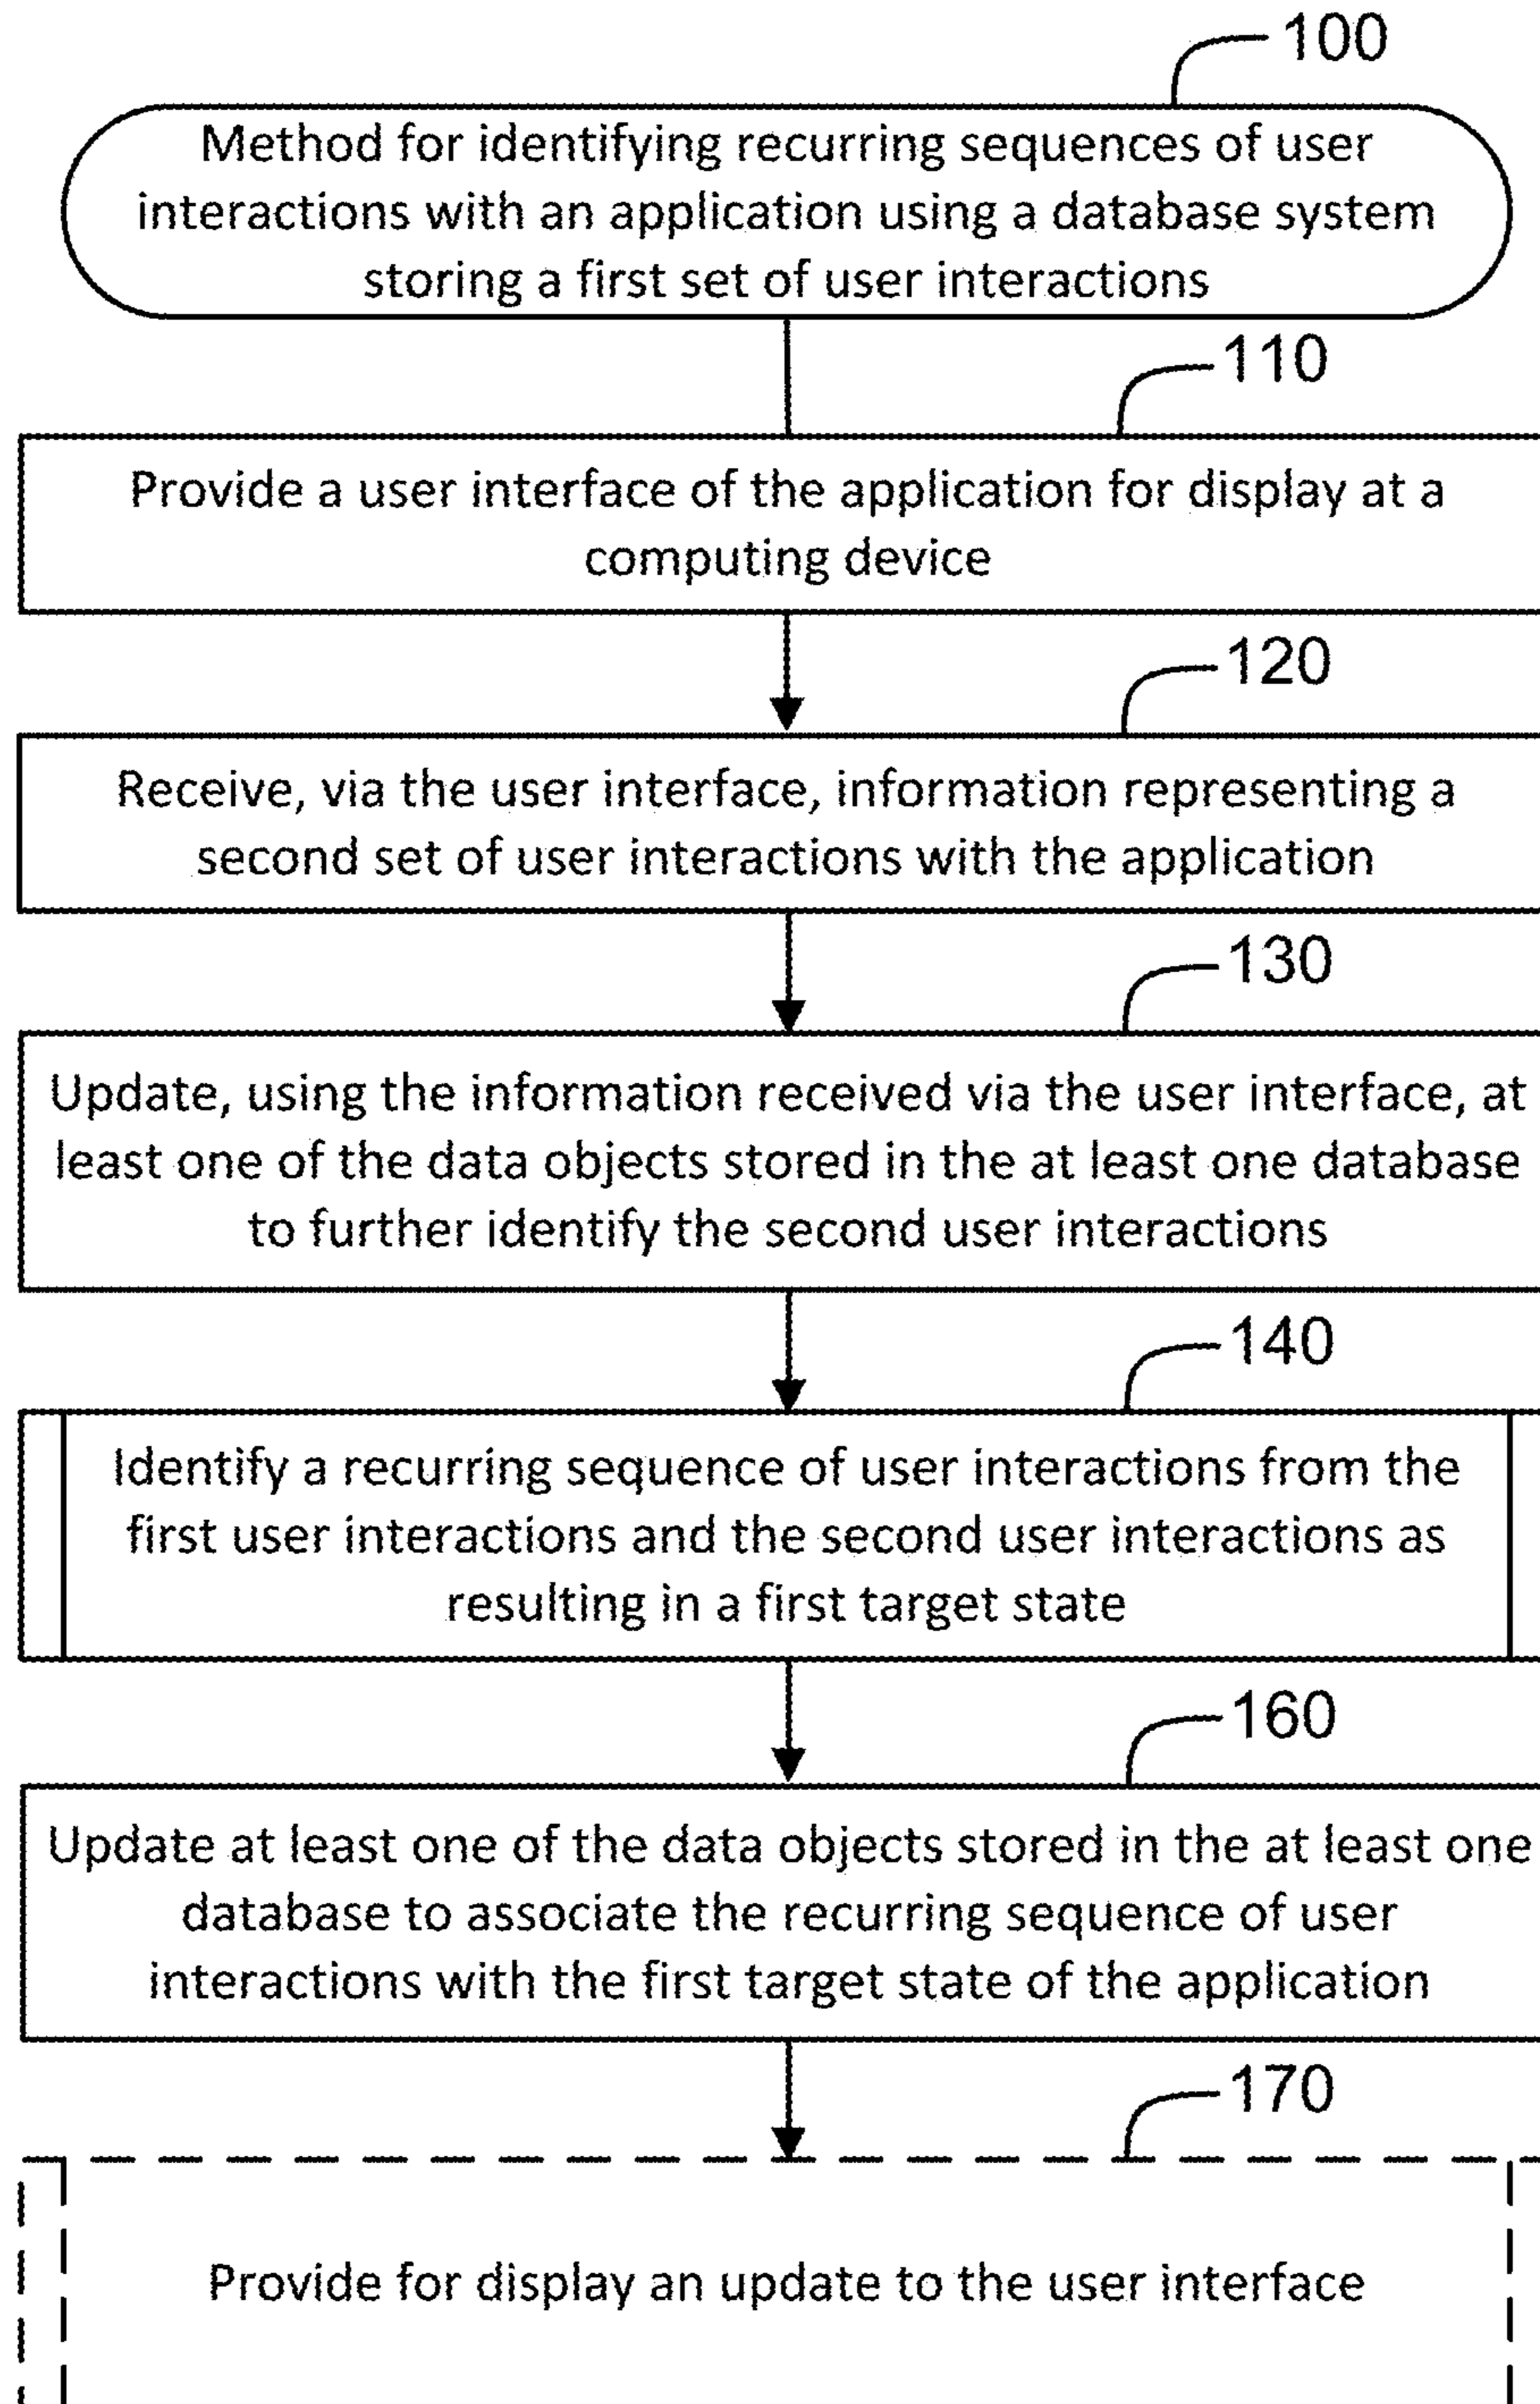 100
Method for identifying recurring sequences of user
interactions with an application using a database system
storing a first set of user interactions
110
Provide a user interface of the application for display at a
computing device
120
Receive, via the user interface, information representing a
second set of user interactions with the application
130
Update, using the information received via the user interface, at
least one of the data objects stored in the at least one database
to further identify the second user interactions
140
Identify a recurring sequence of user interactions from the
first user interactions and the second user interactions as
resulting in a first target state
160
Update at least one of the data objects stored in the at least one
database to associate the recurring sequence of user
interactions with the first target state of the application
170
Provide for display an update to the user interface